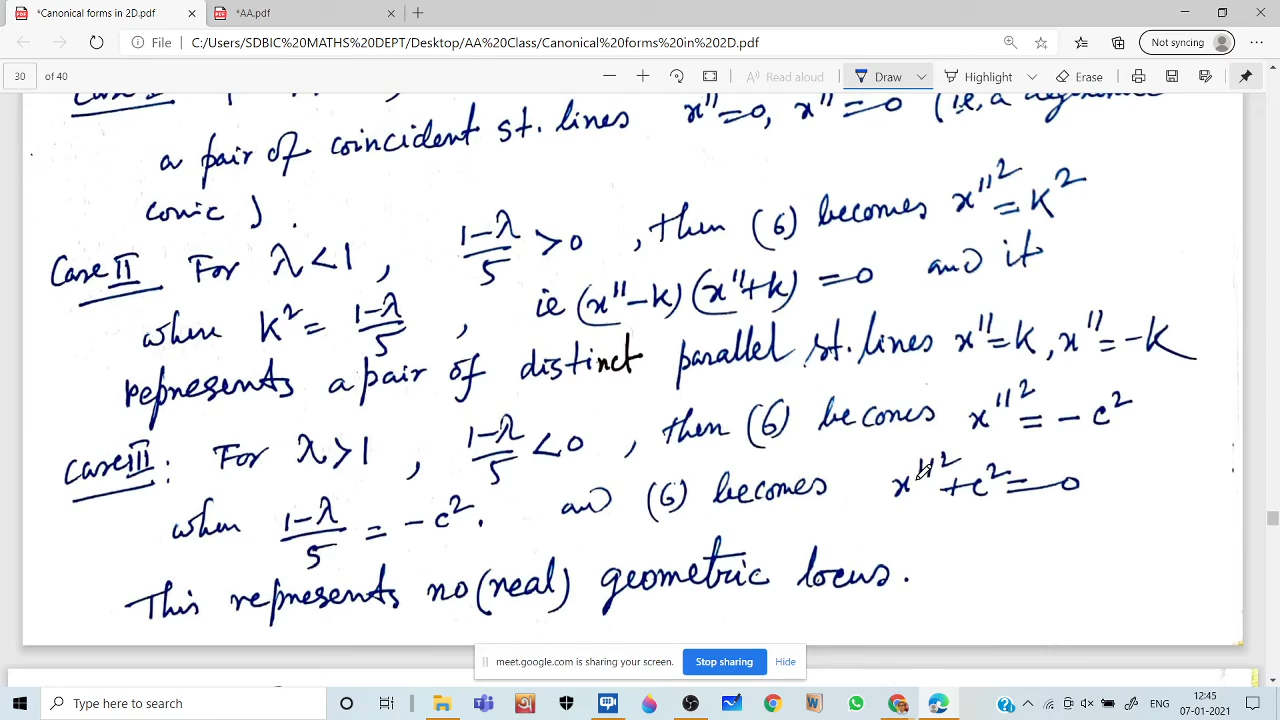 *Canonical forms in 2D.pdf
*AA.pdf
File C:/Users/SDBIC%20MATHS%20DEPT/Desktop/AA%20Class/Canonical%20forms%20in%202D.pdf
Not syncing
30 of 40
Read aloud
Draw
Highlight
Erase
a pair of coincident st. lines x''=0, x''=0 (ie, a degenerate
conic ).
Case II For λ<1, (1-λ)/5 >0, then (6) becomes x''² = K²
where K² = (1-λ)/5, ie (x''-k)(x''+k) =0 and it
represents a pair of distinct parallel st. lines x''=K, x''=-K
Case III: For λ>1, (1-λ)/5 <0, then (6) becomes x''² = -c²
when (1-λ)/5 = -c². and (6) becomes x''²+c²=0
This represents no (real) geometric locus.
meet.google.com is sharing your screen. Stop sharing Hide
Type here to search
ENG
12:45
07-01-2021